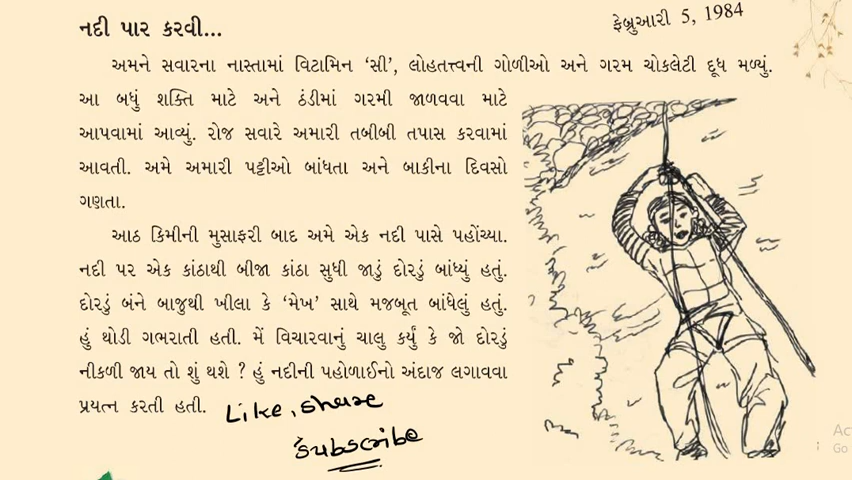 ફેબ્રુઆરી 5, 1984
નદી પાર કરવી...
અમને સવારના નાસ્તામાં વિટામિન ‘સી’, લોહતત્ત્વની ગોળીઓ અને ગરમ ચોકલેટી દૂધ મળ્યું.
આ બધું શક્તિ માટે અને ઠંડીમાં ગરમી જાળવવા માટે
આપવામાં આવ્યું. રોજ સવારે અમારી તબીબી તપાસ કરવામાં
આવતી. અમે અમારી પટ્ટીઓ બાંધતા અને બાકીના દિવસો
ગણતા.
આઠ કિમીની મુસાફરી બાદ અમે એક નદી પાસે પહોંચ્યા.
નદી પર એક કાંઠાથી બીજા કાંઠા સુધી જાડું દોરડું બાંધ્યું હતું.
દોરડું બંને બાજુથી ખીલા કે ‘મેખ’ સાથે મજબૂત બાંધેલું હતું.
હું થોડી ગભરાતી હતી. મેં વિચારવાનું ચાલુ કર્યું કે જો દોરડું
નીકળી જાય તો શું થશે ? હું નદીની પહોળાઈનો અંદાજ લગાવવા
પ્રયત્ન કરતી હતી.
Like, share
subscribe
Ac
Go